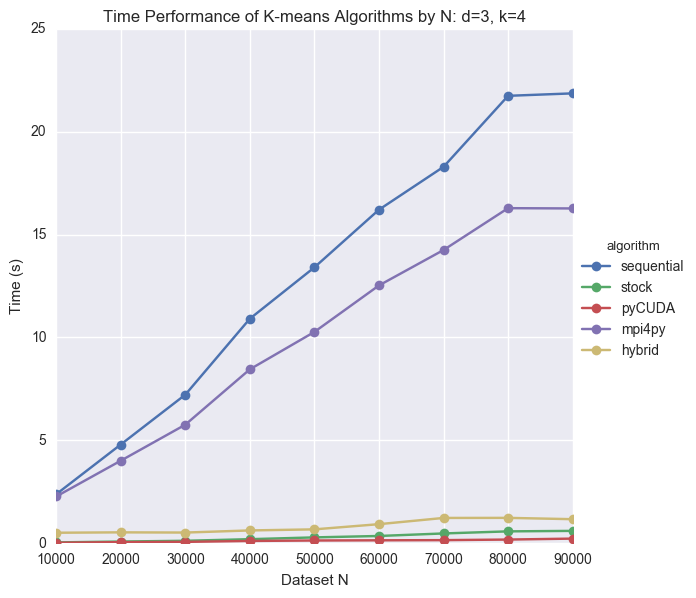 Time Performance of K-means Algorithms by N: d=3, k=4
25
20
15
10
5
0
Time (s)
10000 20000 30000 40000 50000 60000 70000 80000 90000
Dataset N
algorithm
sequential
stock
pyCUDA
mpi4py
hybrid